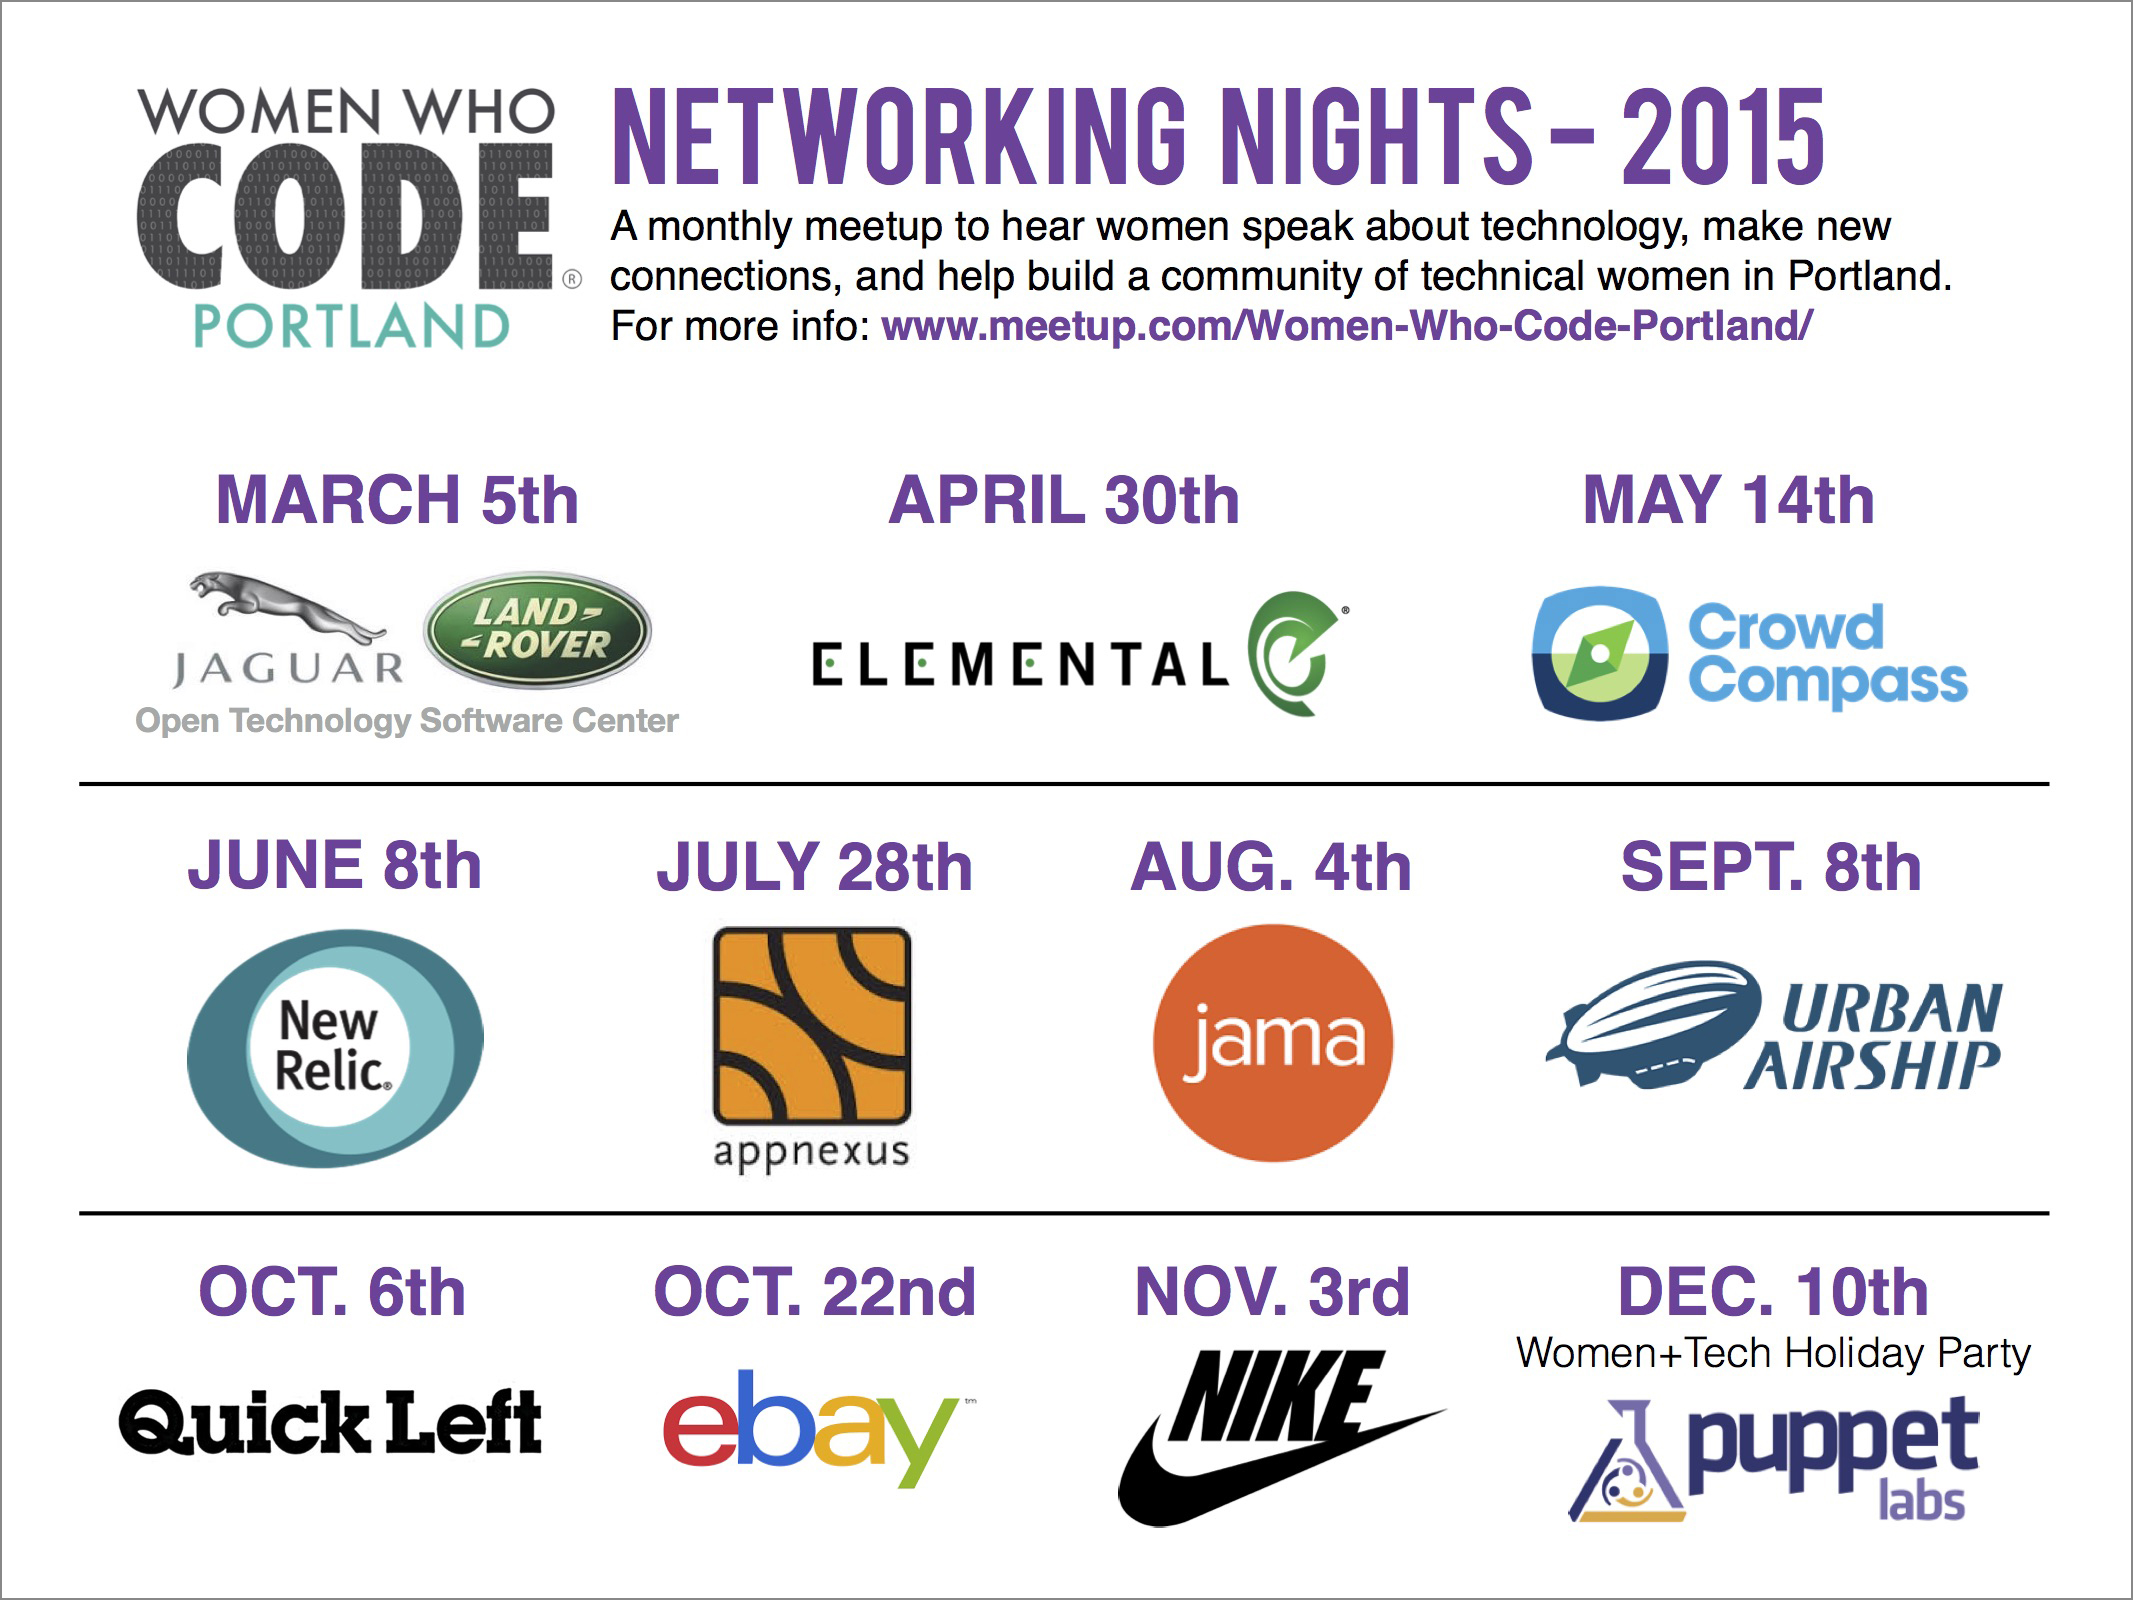 WOMEN WHO
CODE®
PORTLAND
NETWORKING NIGHTS – 2015
A monthly meetup to hear women speak about technology, make new
connections, and help build a community of technical women in Portland.
For more info: www.meetup.com/Women-Who-Code-Portland/
MARCH 5th
JAGUAR
LAND-
-ROVER
Open Technology Software Center
APRIL 30th
ELEMENTAL®
MAY 14th
Crowd
Compass
JUNE 8th
New
Relic®
JULY 28th
appnexus
AUG. 4th
jama
SEPT. 8th
URBAN
AIRSHIP
OCT. 6th
Quick Left
OCT. 22nd
ebay™
NOV. 3rd
NIKE
DEC. 10th
Women+Tech Holiday Party
puppet
labs